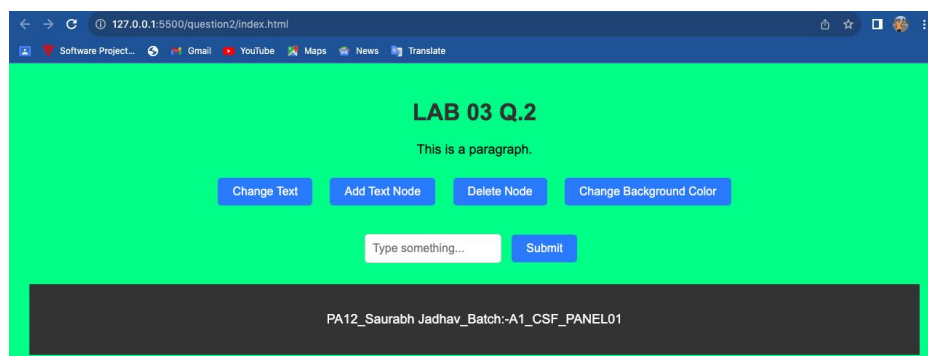 127.0.0.1:5500/question2/index.html
Software Project... Gmail YouTube Maps News Translate
LAB 03 Q.2
This is a paragraph.
Change Text Add Text Node Delete Node Change Background Color
Type something... Submit
PA12_Saurabh Jadhav_Batch:-A1_CSF_PANEL01